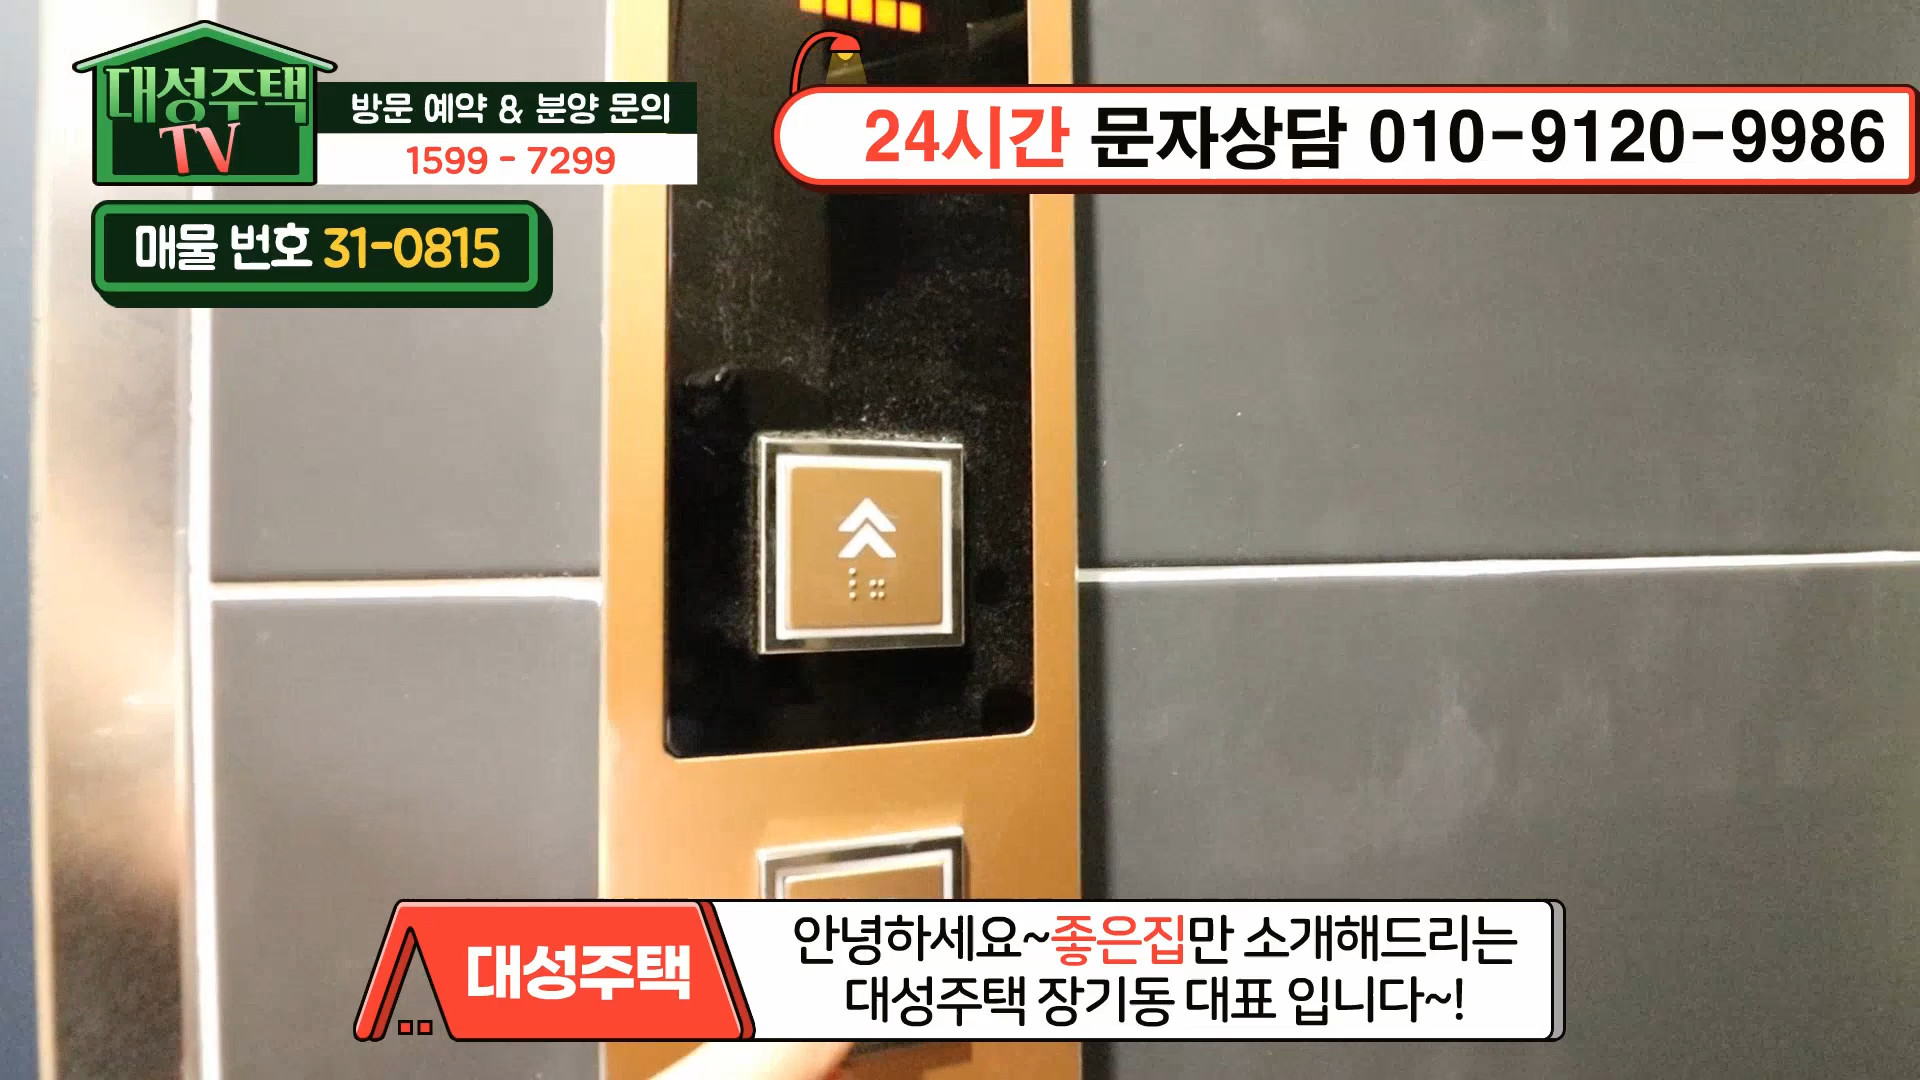 대성주택
TV
방문 예약 & 분양 문의
1599 - 7299
24시간 문자상담 010-9120-9986
매물 번호 31-0815
대성주택
안녕하세요~좋은집만 소개해드리는
대성주택 장기동 대표 입니다~!